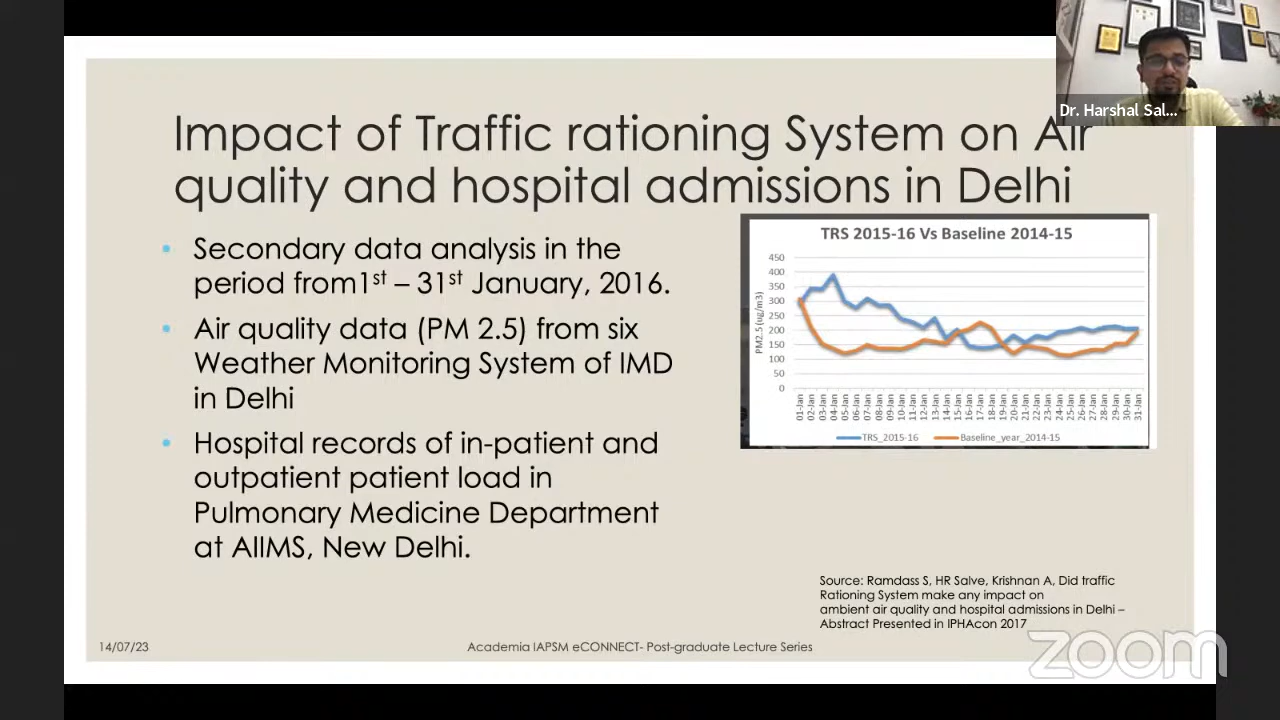 Dr. Harshal Sal...
Impact of Traffic rationing System on Air
quality and hospital admissions in Delhi
• Secondary data analysis in the
period from1st – 31st January, 2016.
• Air quality data (PM 2.5) from six
Weather Monitoring System of IMD
in Delhi
• Hospital records of in-patient and
outpatient patient load in
Pulmonary Medicine Department
at AIIMS, New Delhi.
TRS 2015-16 Vs Baseline 2014-15
PM2.5 (ug/m3)
450
400
350
300
250
200
150
100
50
0
01-Jan
02-Jan
03-Jan
04-Jan
05-Jan
06-Jan
07-Jan
08-Jan
09-Jan
10-Jan
11-Jan
12-Jan
13-Jan
14-Jan
15-Jan
16-Jan
17-Jan
18-Jan
19-Jan
20-Jan
21-Jan
22-Jan
23-Jan
24-Jan
25-Jan
26-Jan
27-Jan
28-Jan
29-Jan
30-Jan
31-Jan
TRS_2015-16
Baseline_year_2014-15
Source: Ramdass S, HR Salve, Krishnan A, Did traffic
Rationing System make any impact on
ambient air quality and hospital admissions in Delhi –
Abstract Presented in IPHAcon 2017
14/07/23
Academia IAPSM eCONNECT- Post-graduate Lecture Series
zoom